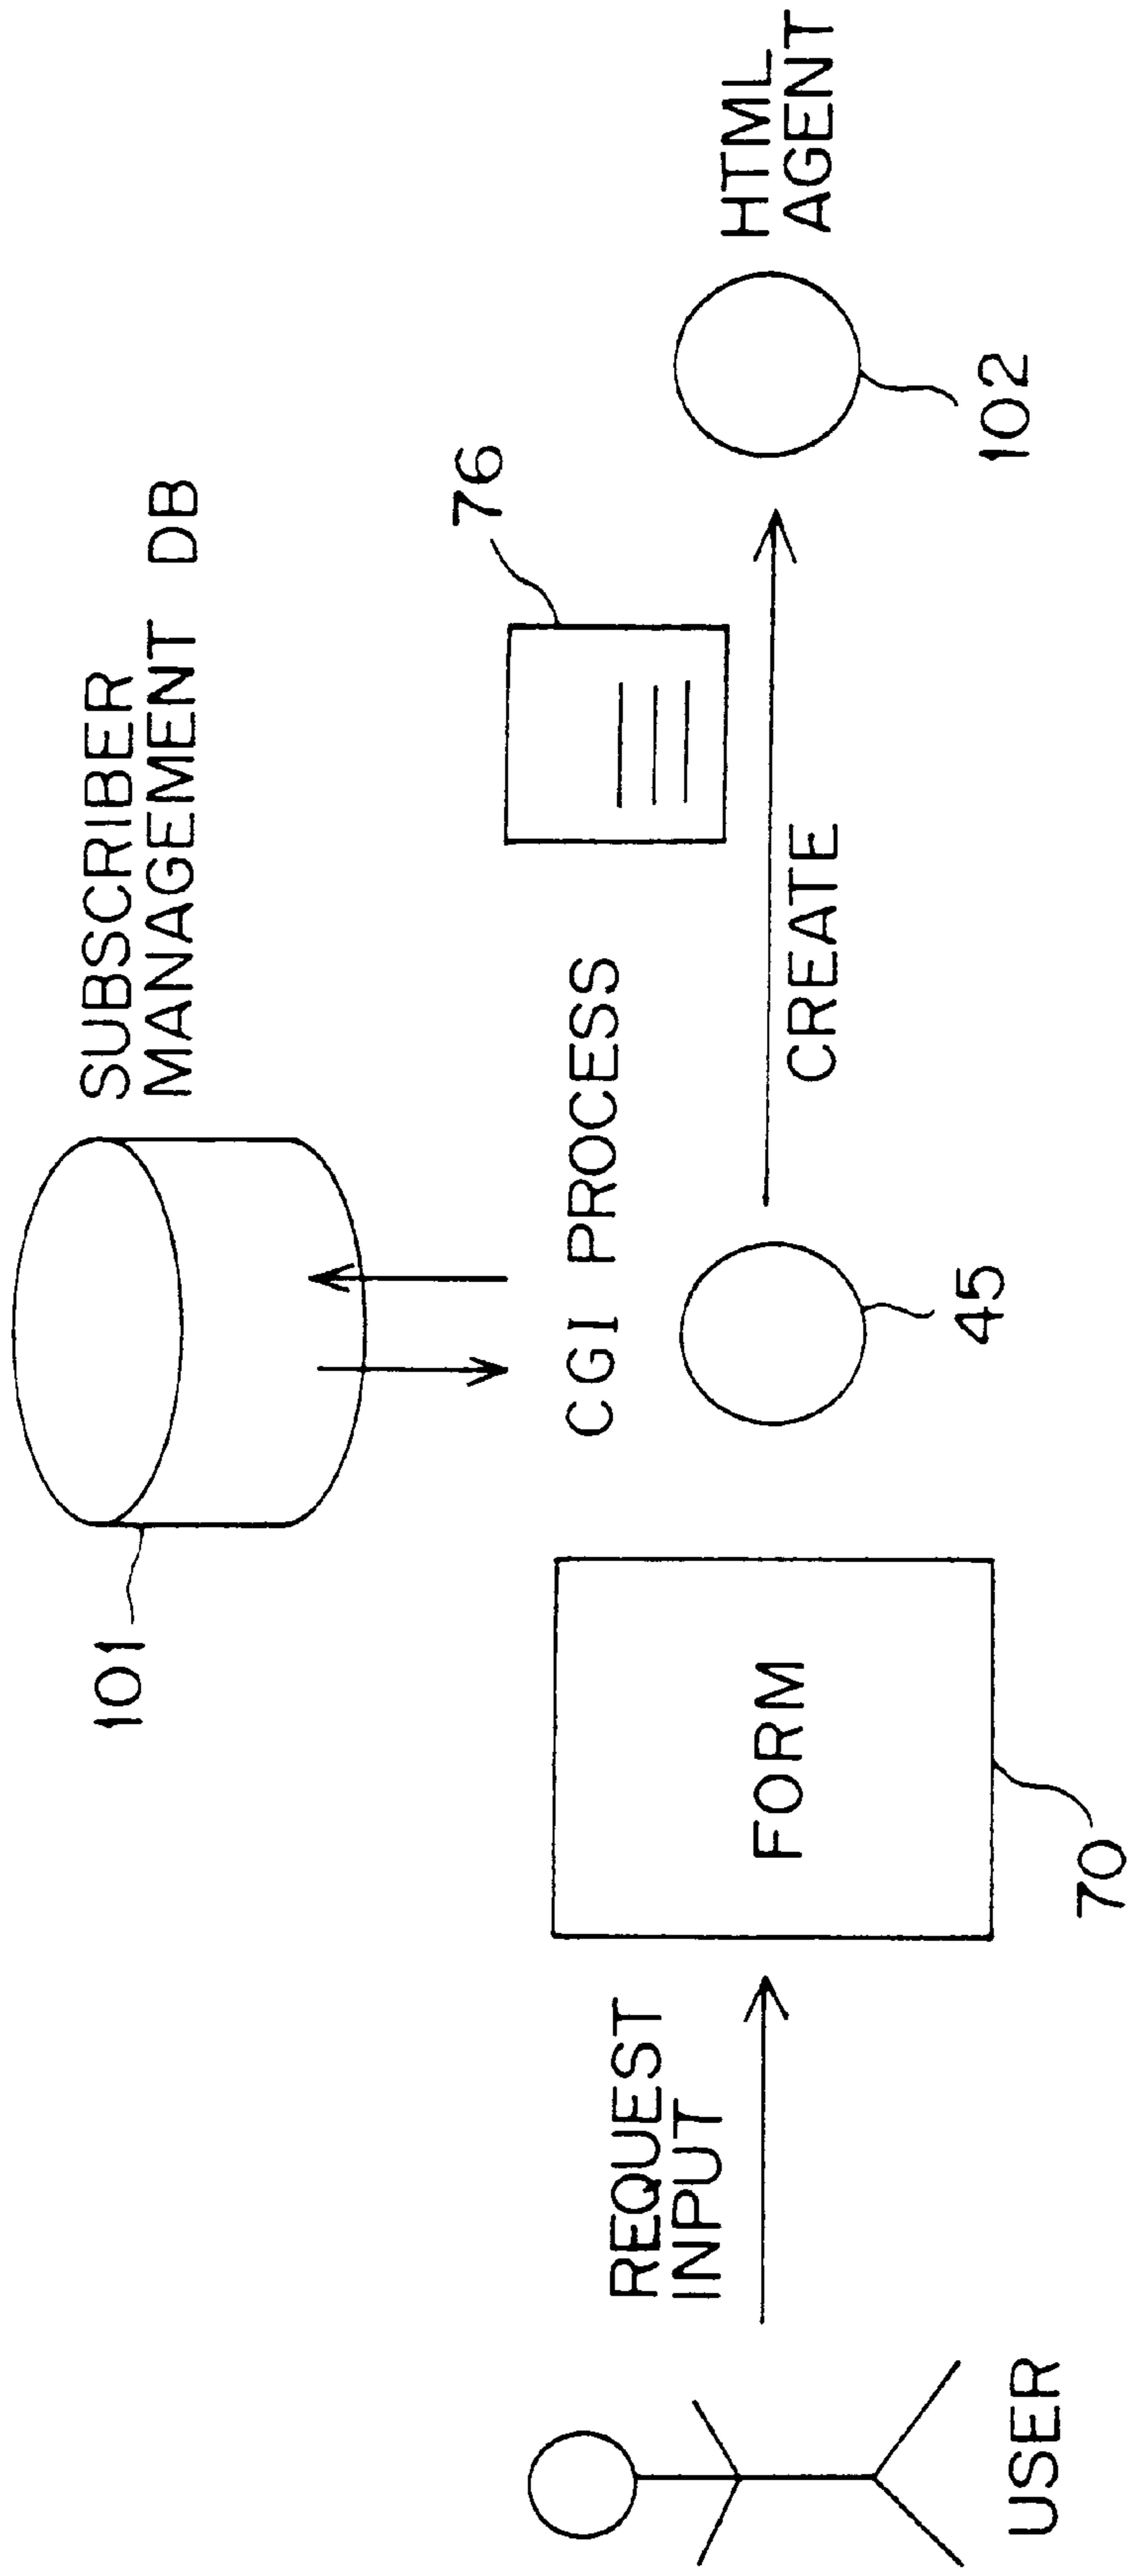 101
SUBSCRIBER
MANAGEMENT DB
76
CGI PROCESS
HTML
AGENT
REQUEST
INPUT
FORM
CREATE
USER
70
45
102